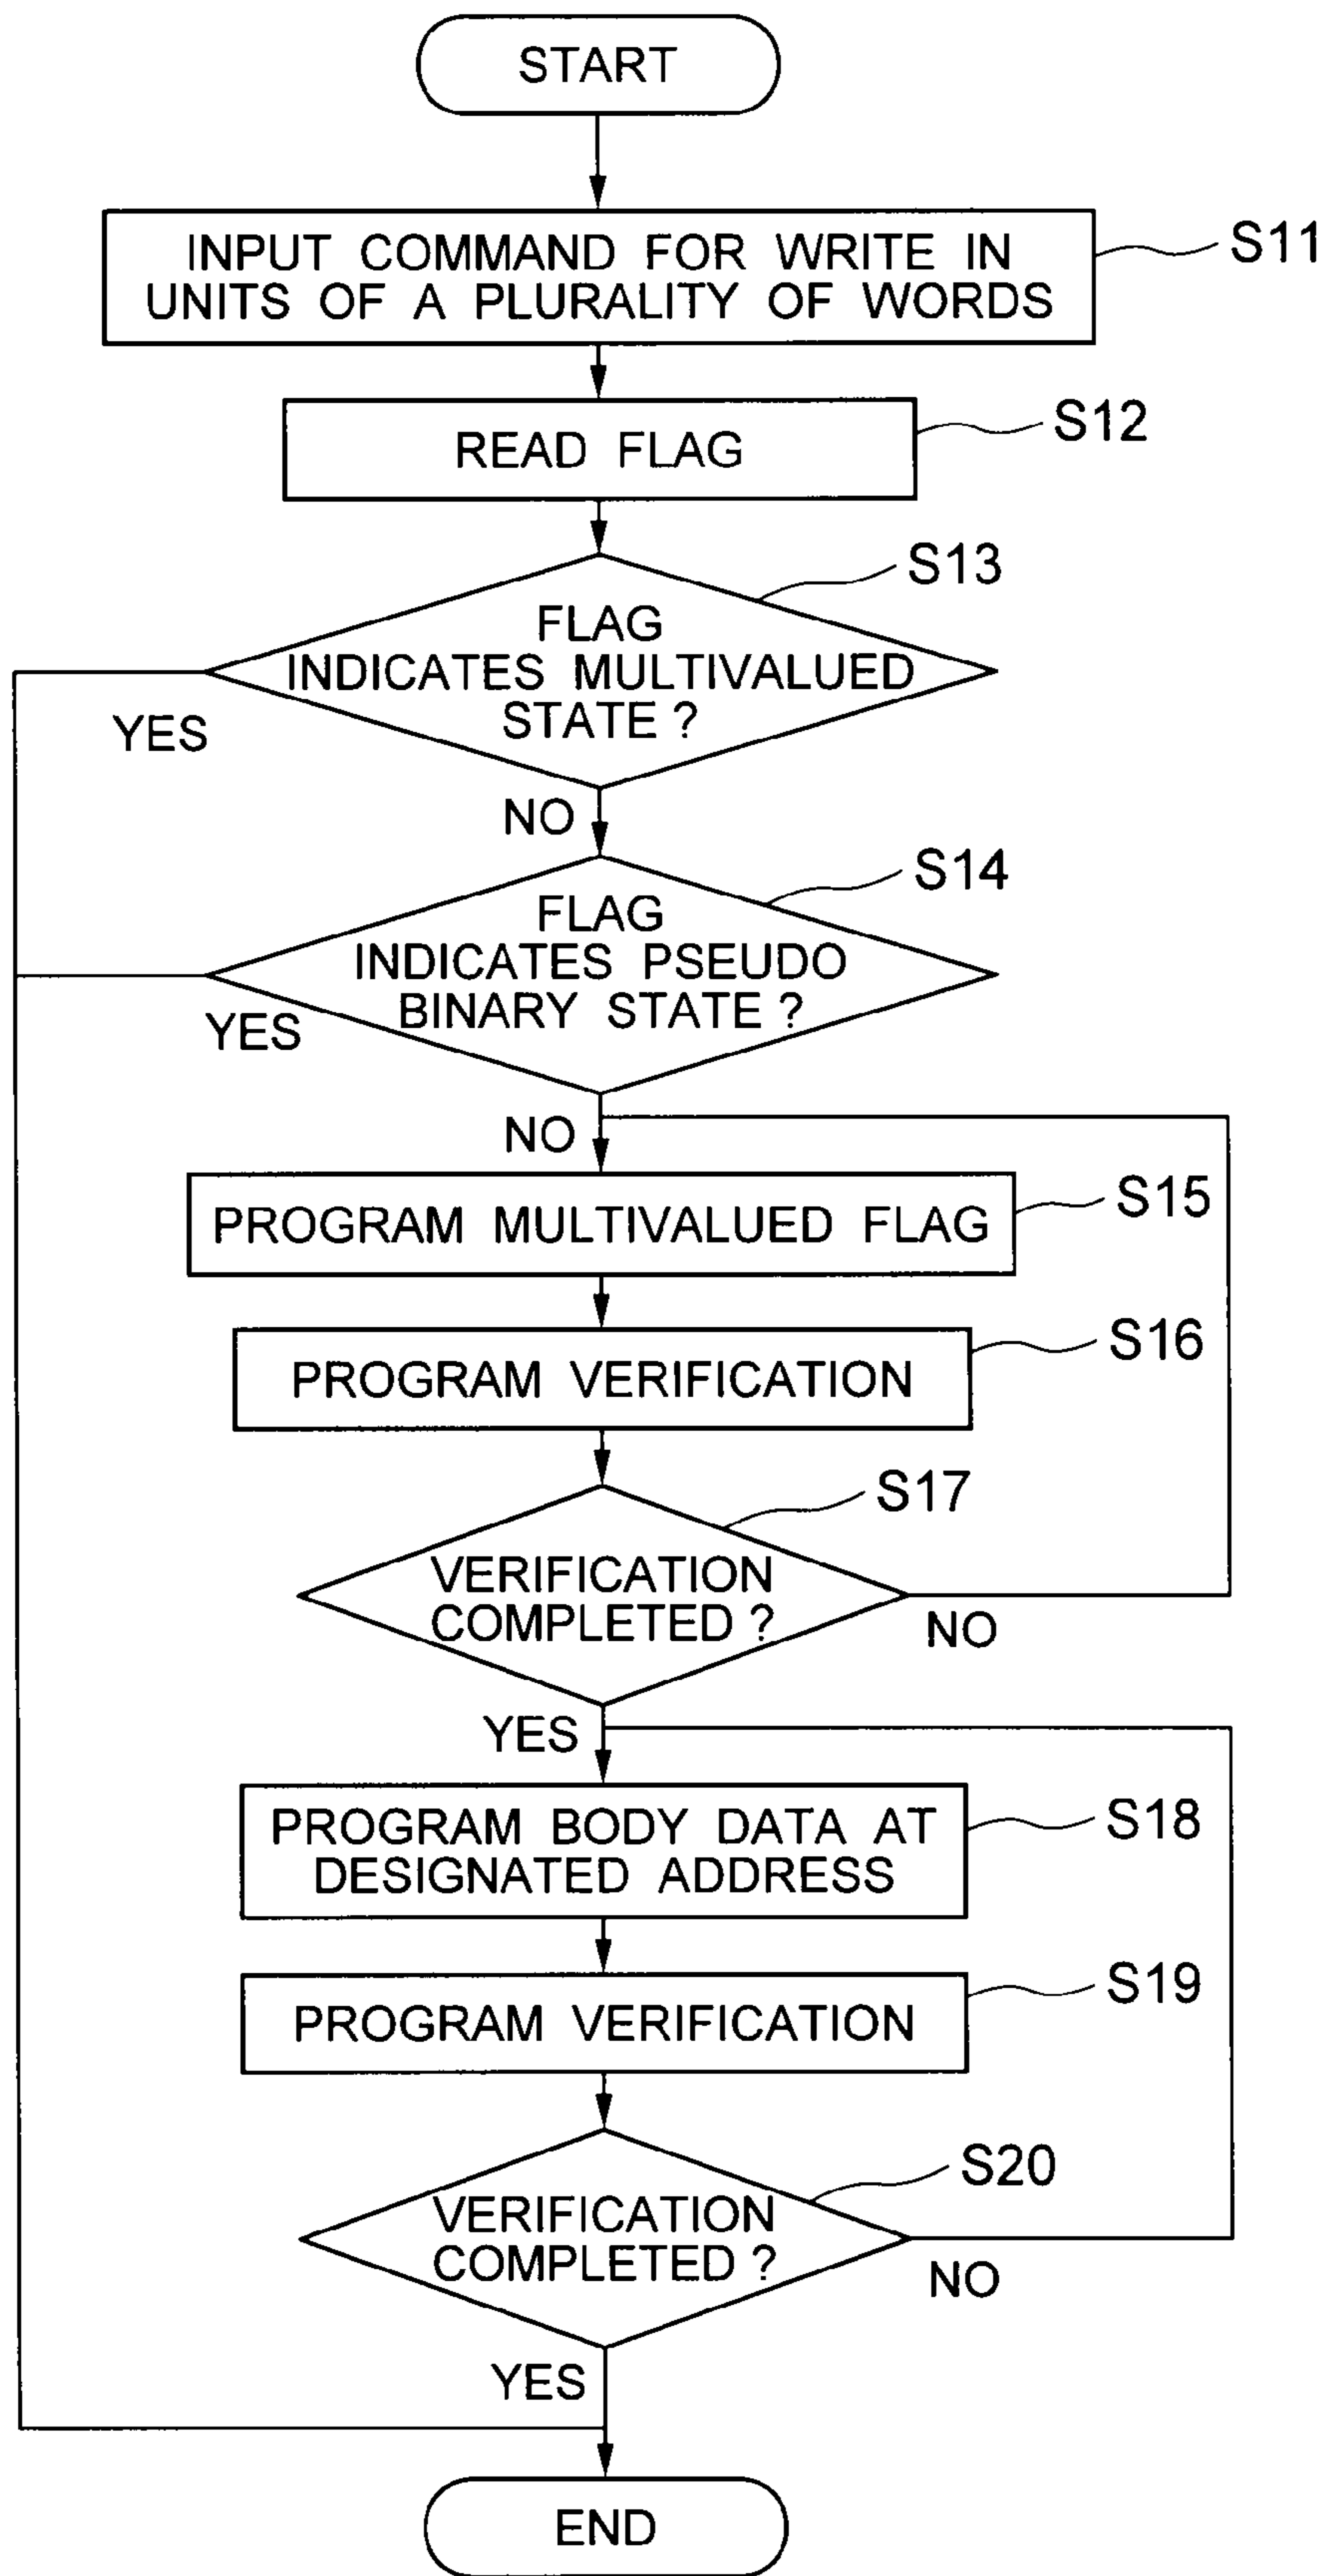 START
INPUT COMMAND FOR WRITE IN
UNITS OF A PLURALITY OF WORDS
S11
READ FLAG
S12
S13
FLAG
INDICATES MULTIVALUED
STATE ?
YES
NO
S14
FLAG
INDICATES PSEUDO
BINARY STATE ?
YES
NO
PROGRAM MULTIVALUED FLAG
S15
PROGRAM VERIFICATION
S16
S17
VERIFICATION
COMPLETED ?
NO
YES
PROGRAM BODY DATA AT
DESIGNATED ADDRESS
S18
PROGRAM VERIFICATION
S19
S20
VERIFICATION
COMPLETED ?
NO
YES
END